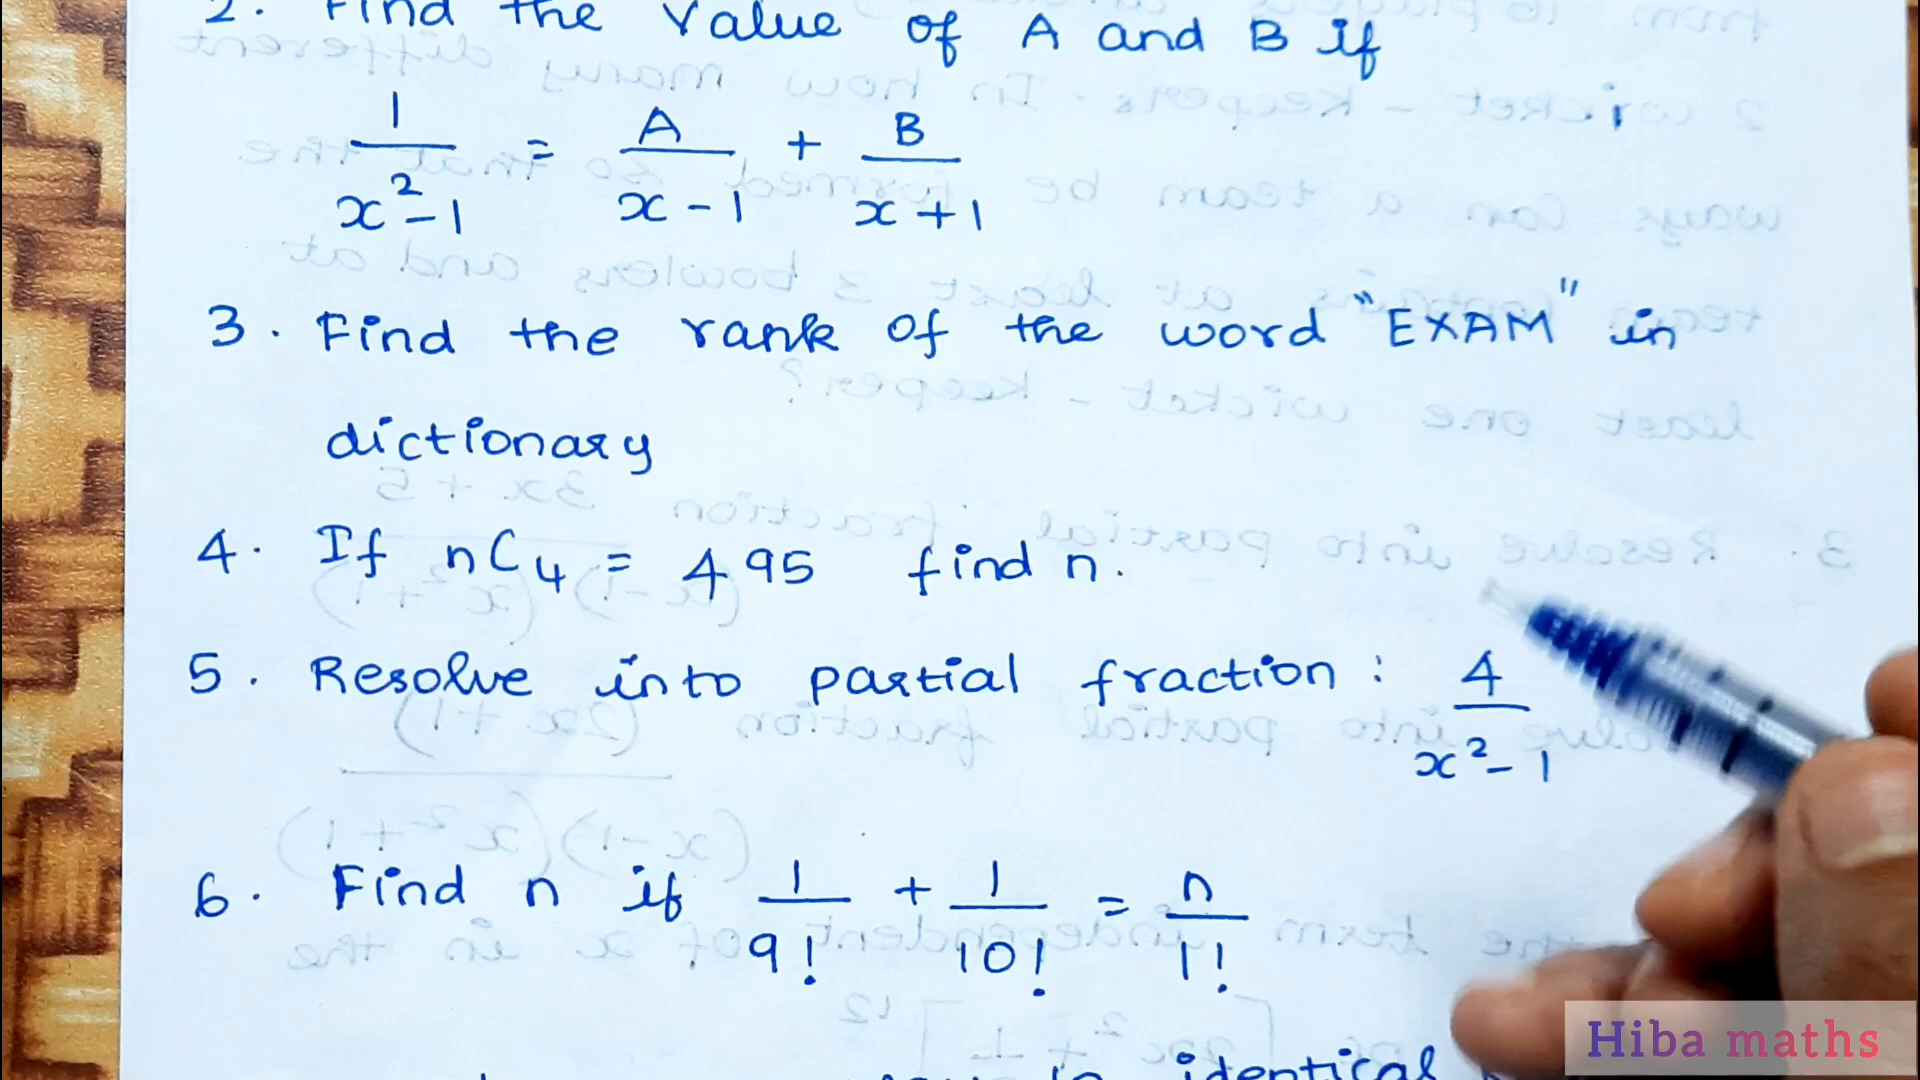 2. Find the value of A and B if
1/x²-1 = A/x-1 + B/x+1
3. Find the rank of the word "EXAM" in
dictionary
4. If nC₄ = 495 find n.
5. Resolve into partial fraction : 4/x²-1
6. Find n if 1/9! + 1/10! = n/1!
identical
Hiba maths